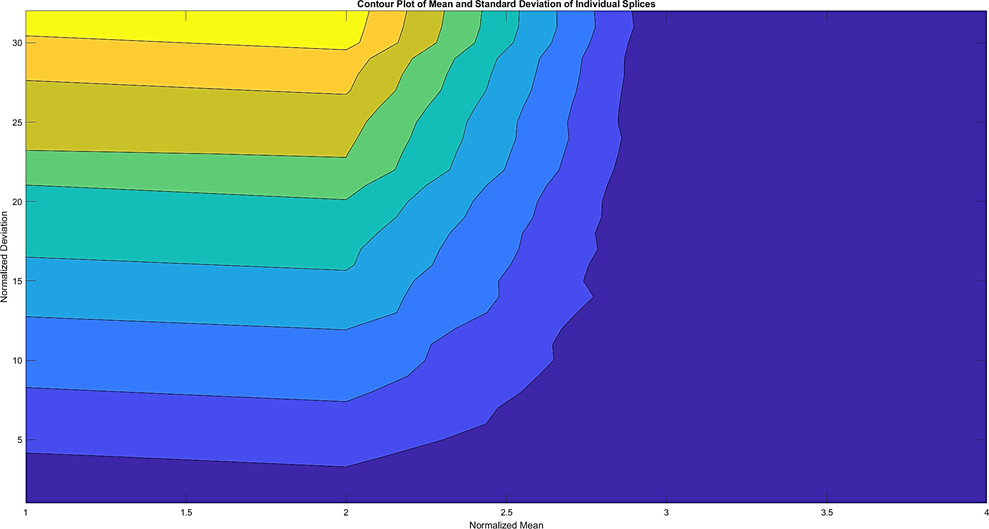 Contour Plot of Mean and Standard Deviation of Individual Splices
Normalized Deviation
30
25
20
15
10
5
1 1.5 2 2.5 3 3.5 4
Normalized Mean